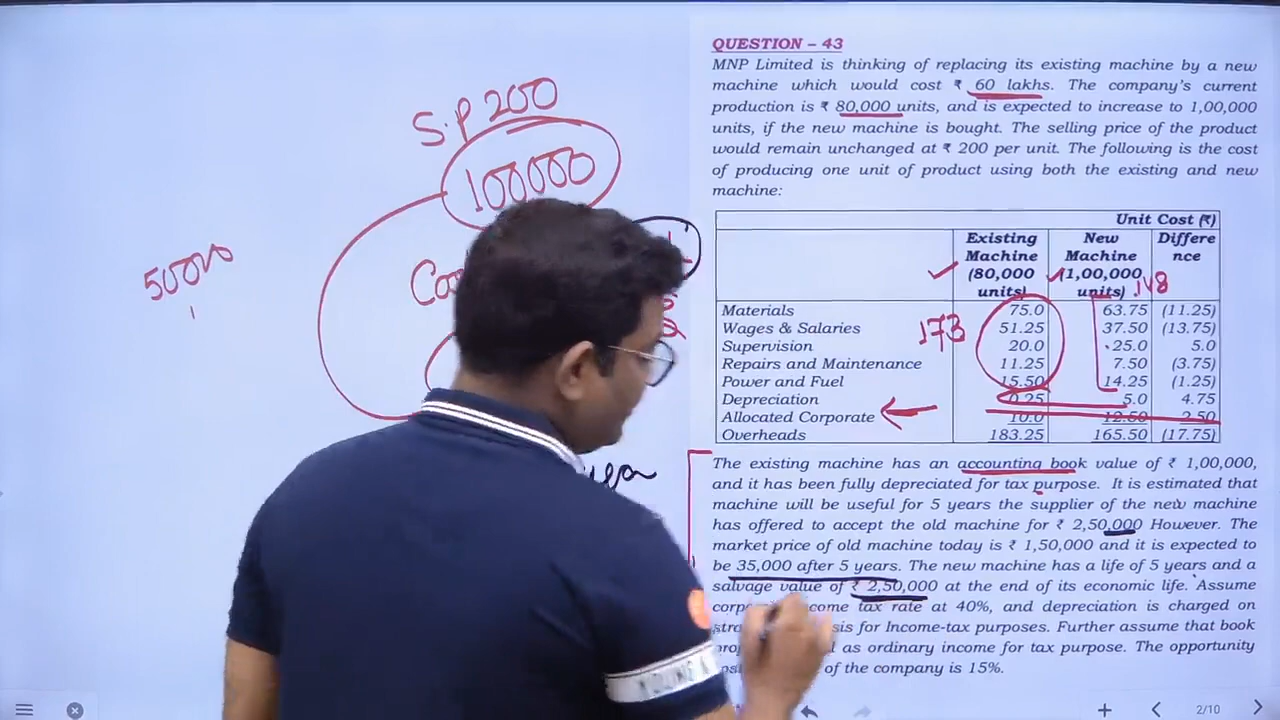 QUESTION – 43
MNP Limited is thinking of replacing its existing machine by a new
machine which would cost ₹ 60 lakhs. The company's current
production is ₹ 80,000 units, and is expected to increase to 1,00,000
units, if the new machine is bought. The selling price of the product
would remain unchanged at ₹ 200 per unit. The following is the cost
of producing one unit of product using both the existing and new
machine:
Unit Cost (₹)
Existing Machine (80,000 units) New Machine (1,00,000 units) Differe nce
Materials 75.0 63.75 (11.25)
Wages & Salaries 51.25 37.50 (13.75)
Supervision 20.0 25.0 5.0
Repairs and Maintenance 11.25 7.50 (3.75)
Power and Fuel 15.50 14.25 (1.25)
Depreciation 0.25 5.0 4.75
Allocated Corporate 10.0 12.50 2.50
Overheads 183.25 165.50 (17.75)
The existing machine has an accounting book value of ₹ 1,00,000,
and it has been fully depreciated for tax purpose. It is estimated that
machine will be useful for 5 years the supplier of the new machine
has offered to accept the old machine for ₹ 2,50,000 However. The
market price of old machine today is ₹ 1,50,000 and it is expected to
be 35,000 after 5 years. The new machine has a life of 5 years and a
salvage value of ₹ 2,50,000 at the end of its economic life. Assume
tax rate at 40%, and depreciation is charged on
for Income-tax purposes. Further assume that book
as ordinary income for tax purpose. The opportunity
of the company is 15%.
S.P 200
100000
173
148
2/10